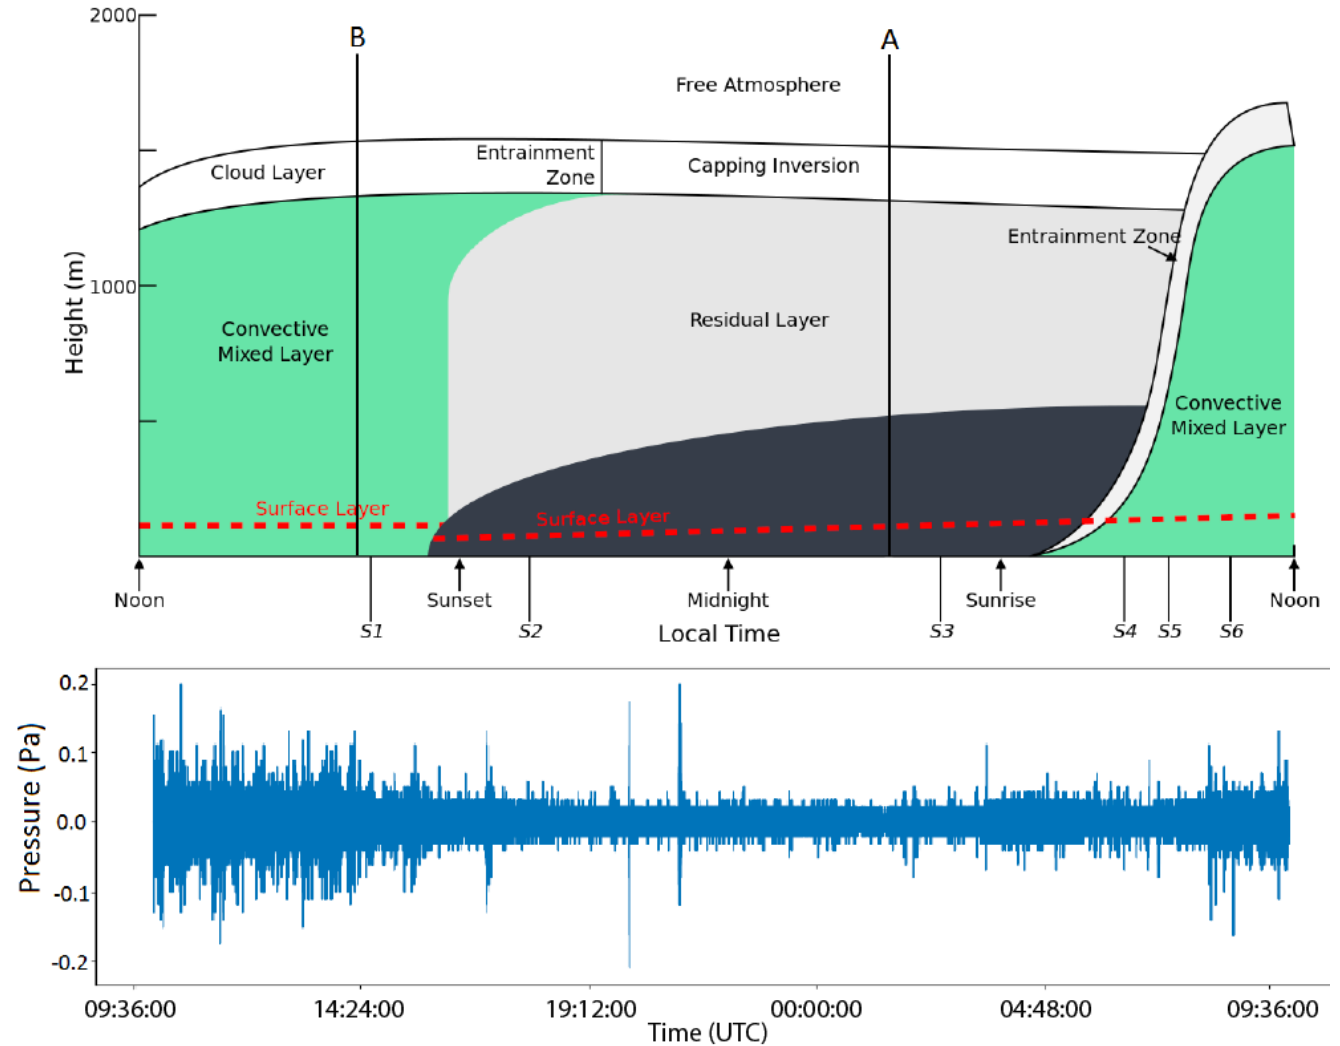 2000
B
A
Free Atmosphere
Cloud Layer
Entrainment
Zone
Capping Inversion
Entrainment Zone
Height (m)
1000
Convective
Mixed Layer
Residual Layer
Convective
Mixed Layer
Surface Layer
Surface Layer
Noon
Sunset
Midnight
Sunrise
Noon
S1
S2
Local Time
S3
S4
S5
S6
0.2
0.1
0.0
-0.1
-0.2
Pressure (Pa)
09:36:00
14:24:00
19:12:00
00:00:00
04:48:00
09:36:00
Time (UTC)